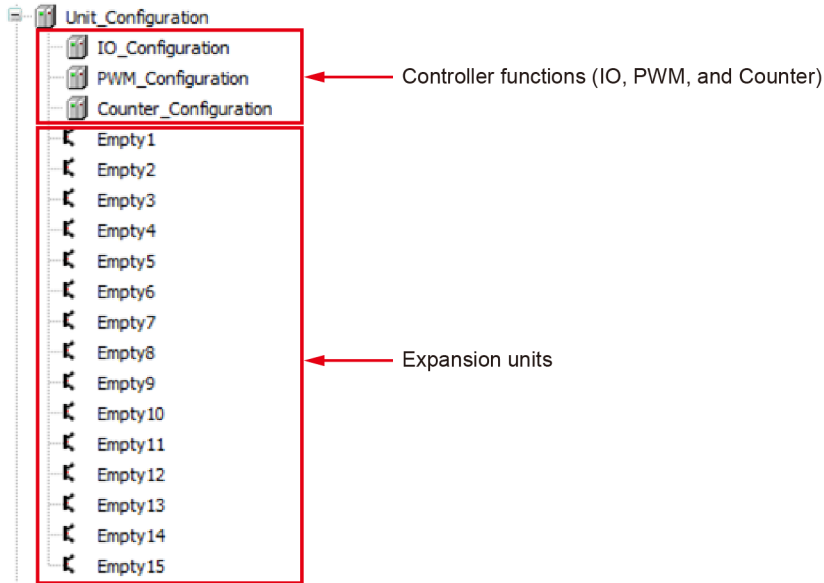 Unit_Configuration
IO_Configuration
PWM_Configuration
Counter_Configuration
Controller functions (IO, PWM, and Counter)
Empty1
Empty2
Empty3
Empty4
Empty5
Empty6
Empty7
Empty8
Empty9
Empty10
Empty11
Empty12
Empty13
Empty14
Empty15
Expansion units